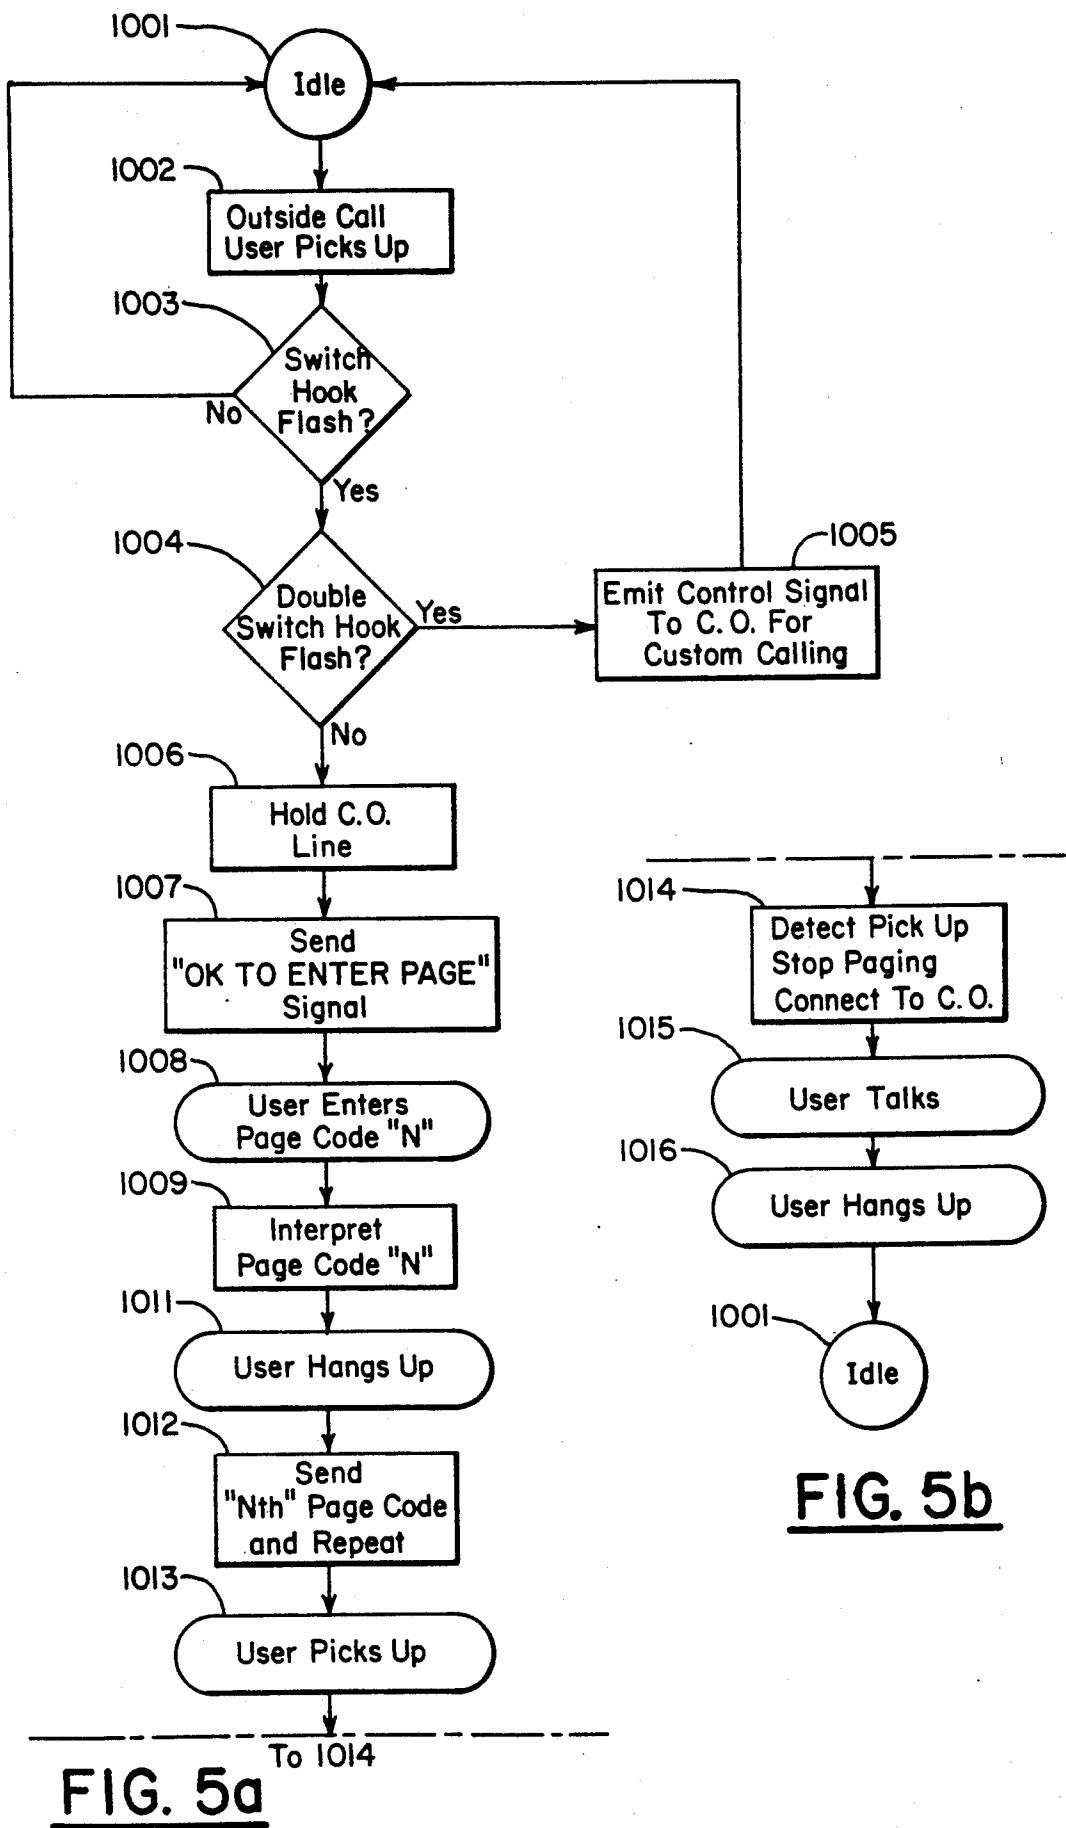 1001
Idle
1002
Outside Call
User Picks Up
1003
Switch
Hook
Flash?
No
Yes
1004
Double
Switch Hook
Flash?
Yes
1005
Emit Control Signal
To C.O. For
Custom Calling
No
1006
Hold C.O.
Line
1007
Send
"OK TO ENTER PAGE"
Signal
1008
User Enters
Page Code "N"
1009
Interpret
Page Code "N"
1011
User Hangs Up
1012
Send
"Nth" Page Code
and Repeat
1013
User Picks Up
To 1014
FIG. 5a
1014
Detect Pick Up
Stop Paging
Connect To C.O.
1015
User Talks
1016
User Hangs Up
1001
Idle
FIG. 5b